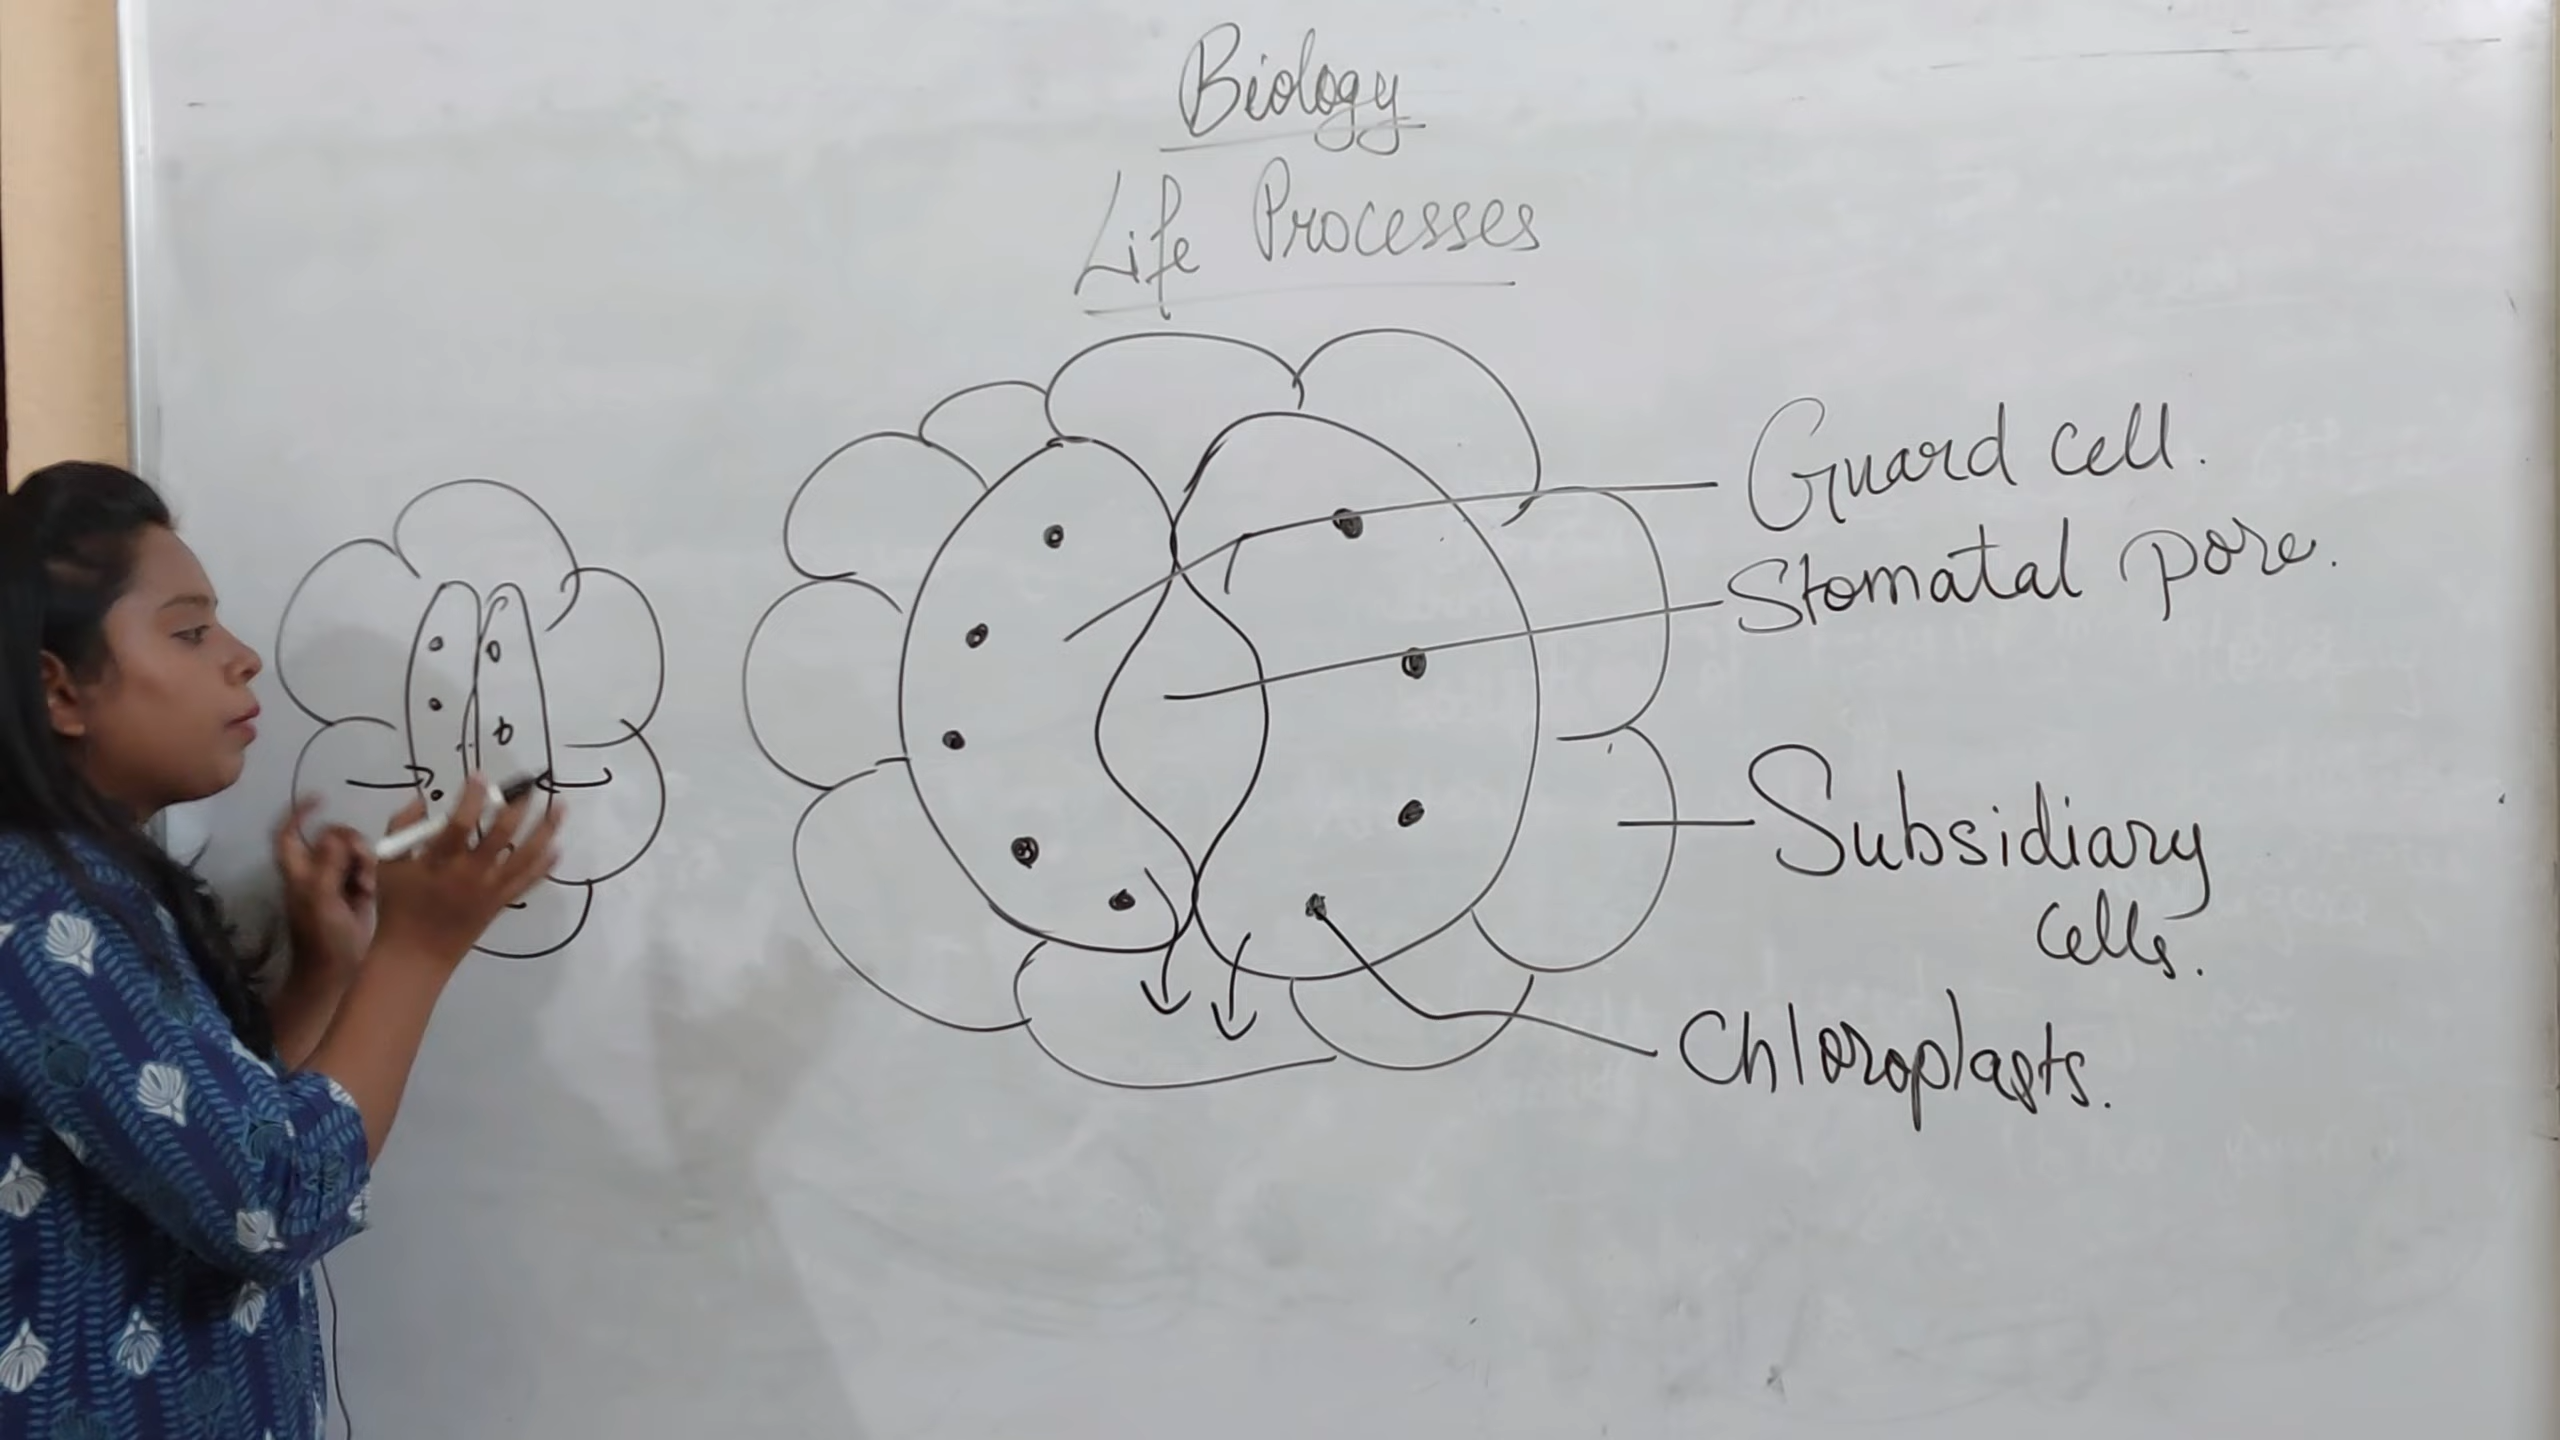 Biology
Life Processes
Guard cell.
Stomatal pore.
Subsidiary
cells.
Chloroplasts.